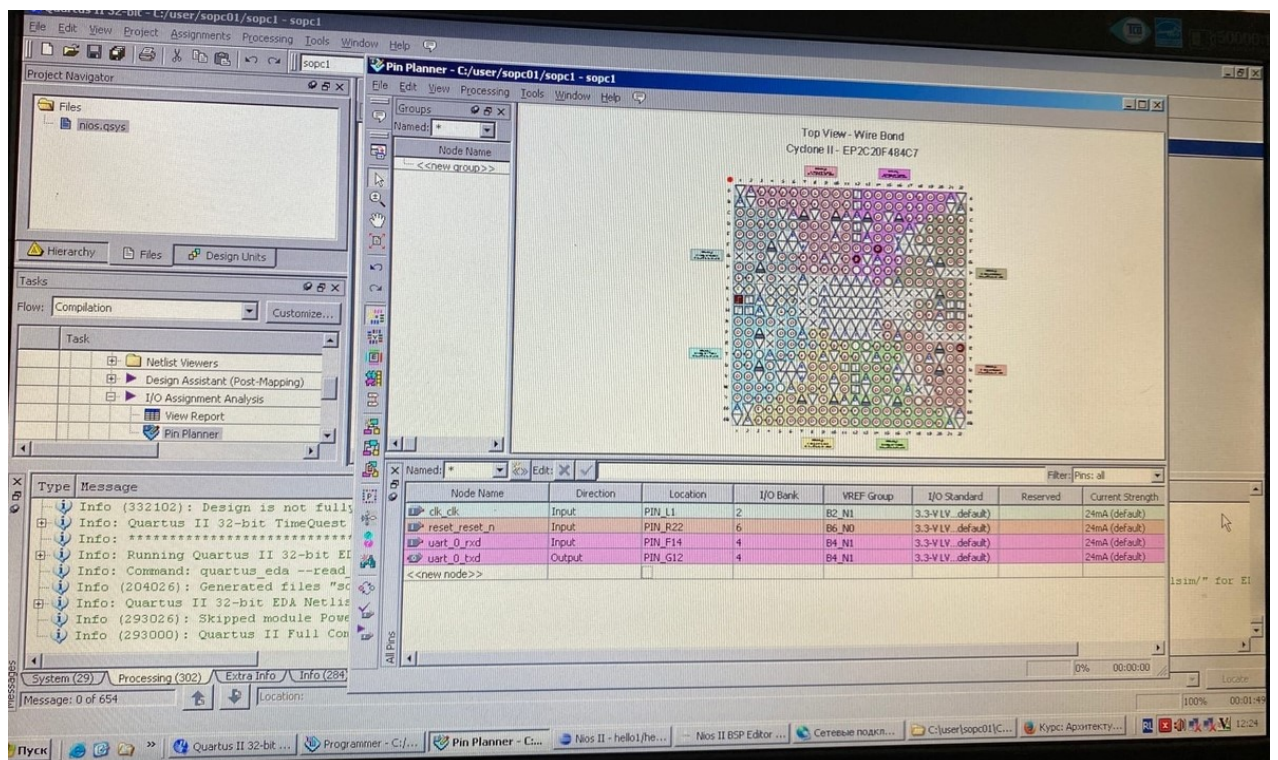 Quartus II 32-bit - C:/user/sopc01/sopc1 - sopc1
File Edit View Project Assignments Processing Tools Window Help
sopc1
Project Navigator
Files
nios.qsys
Hierarchy Files Design Units
Tasks
Flow: Compilation Customize...
Task
Netlist Viewers
Design Assistant (Post-Mapping)
I/O Assignment Analysis
View Report
Pin Planner
Pin Planner - C:/user/sopc01/sopc1 - sopc1
File Edit View Processing Tools Window Help
Groups
Named: *
Node Name
<<new group>>
Top View - Wire Bond
Cyclone II - EP2C20F484C7
Named: * Edit: Filter: Pins: all
Node Name Direction Location I/O Bank VREF Group I/O Standard Reserved Current Strength
clk_clk Input PIN_L1 2 B2_N1 3.3-V LV...default) 24mA (default)
reset_reset_n Input PIN_R22 6 B6_N0 3.3-V LV...default) 24mA (default)
uart_0_rxd Input PIN_F14 4 B4_N1 3.3-V LV...default) 24mA (default)
uart_0_txd Output PIN_G12 4 B4_N1 3.3-V LV...default) 24mA (default)
<<new node>>
All Pins
0% 00:00:00
Type Message
Info (332102): Design is not fully
Info: Quartus II 32-bit TimeQuest
Info: ****************************
Info: Running Quartus II 32-bit ED
Info: Command: quartus_eda --read_
Info (204026): Generated files "so
lsim/" for ED
Info: Quartus II 32-bit EDA Netlis
Info (293026): Skipped module Powe
Info (293000): Quartus II Full Com
Messages
System (29) Processing (302) Extra Info Info (284
Message: 0 of 654 Location: Locate
100% 00:01:49
Пуск » Quartus II 32-bit ... Programmer - C:/... Pin Planner - C:... Nios II - hello1/he... Nios II BSP Editor ... Сетевые подкл... C:\user\sopc01\C... Курс: Архитекту... 12:24